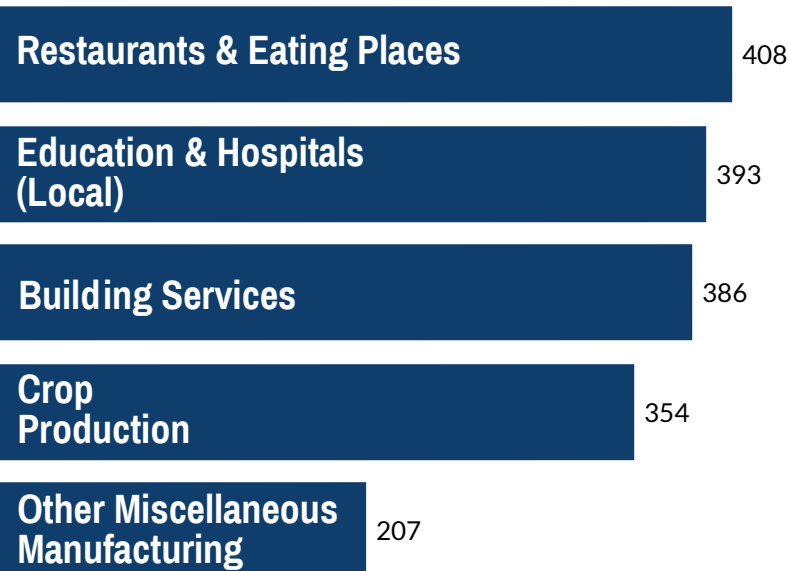 Restaurants & Eating Places
408
Education & Hospitals
(Local)
393
Building Services
386
Crop
Production
354
Other Miscellaneous
Manufacturing
207